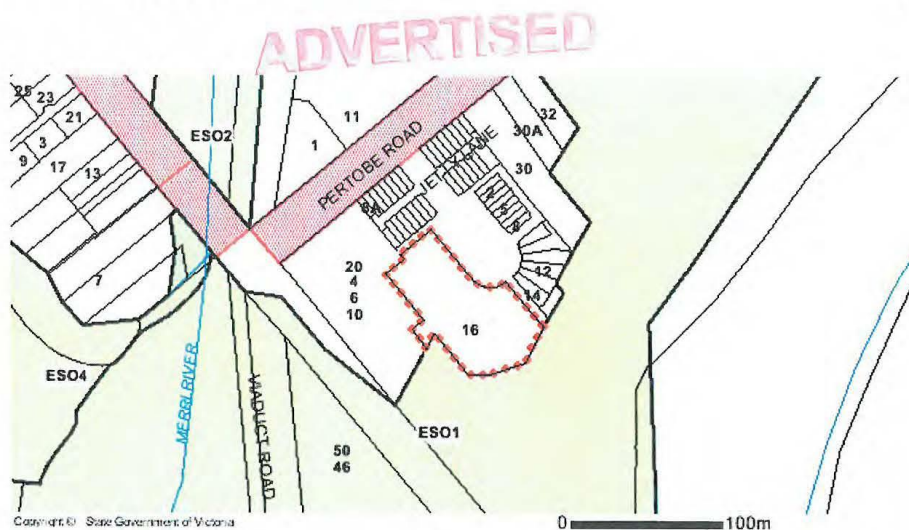 ADVERTISED
25
23
21
3
9
17
13
7
ESO2
11
1
PERTOBE ROAD
8A
JETTY LANE
30A
32
30
2
6
12
14
20
4
6
10
16
ESO4
MERRI RIVER
VIADUCT ROAD
ESO1
50
46
Copyright © State Government of Victoria
0 100m